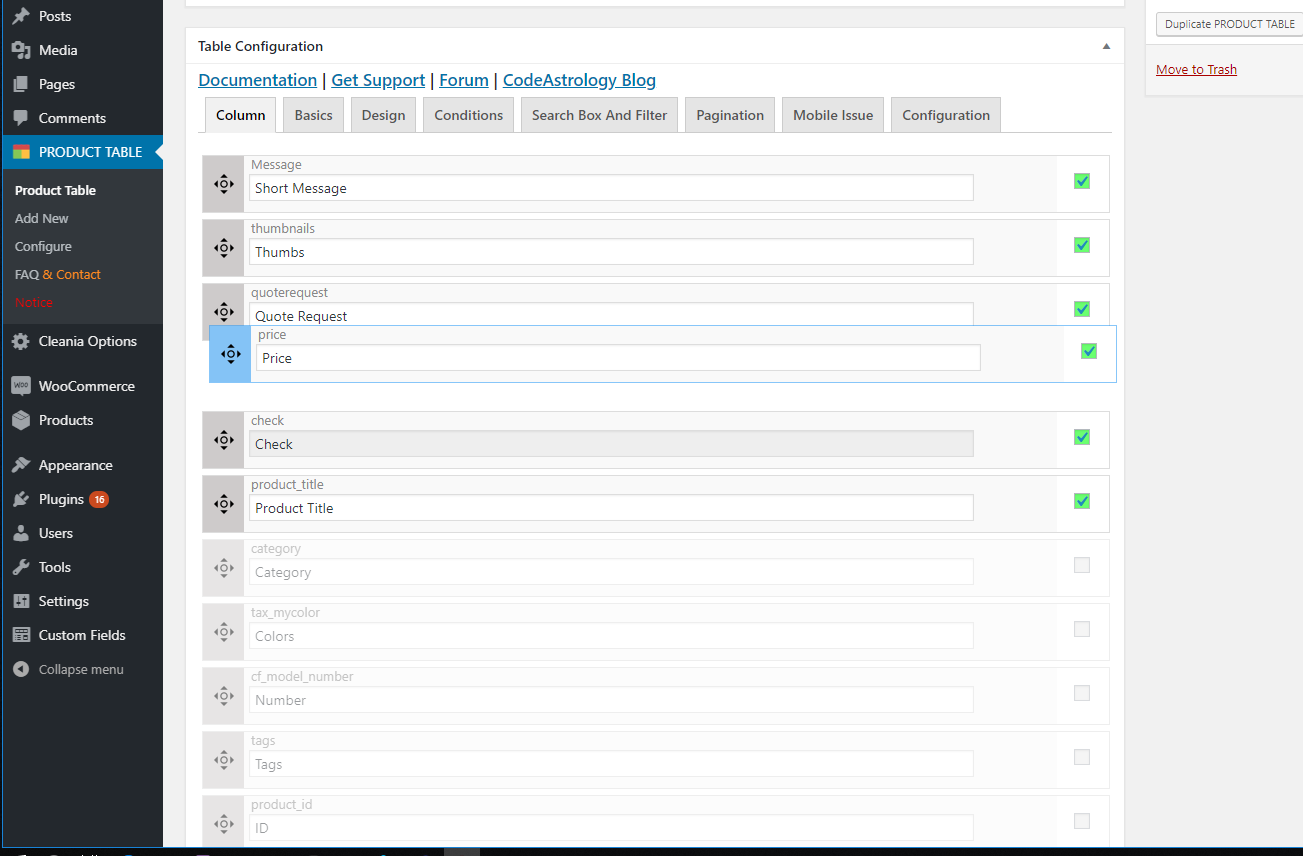 Posts
Media
Pages
Comments
PRODUCT TABLE
Product Table
Add New
Configure
FAQ & Contact
Notice
Cleania Options
WooCommerce
Products
Appearance
Plugins 16
Users
Tools
Settings
Custom Fields
Collapse menu
Table Configuration
Documentation | Get Support | Forum | CodeAstrology Blog
Column Basics Design Conditions Search Box And Filter Pagination Mobile Issue Configuration
Message
Short Message
thumbnails
Thumbs
quoterequest
Quote Request
price
Price
check
Check
product_title
Product Title
category
Category
tax_mycolor
Colors
cf_model_number
Number
tags
Tags
product_id
ID
Duplicate PRODUCT TABLE
Move to Trash